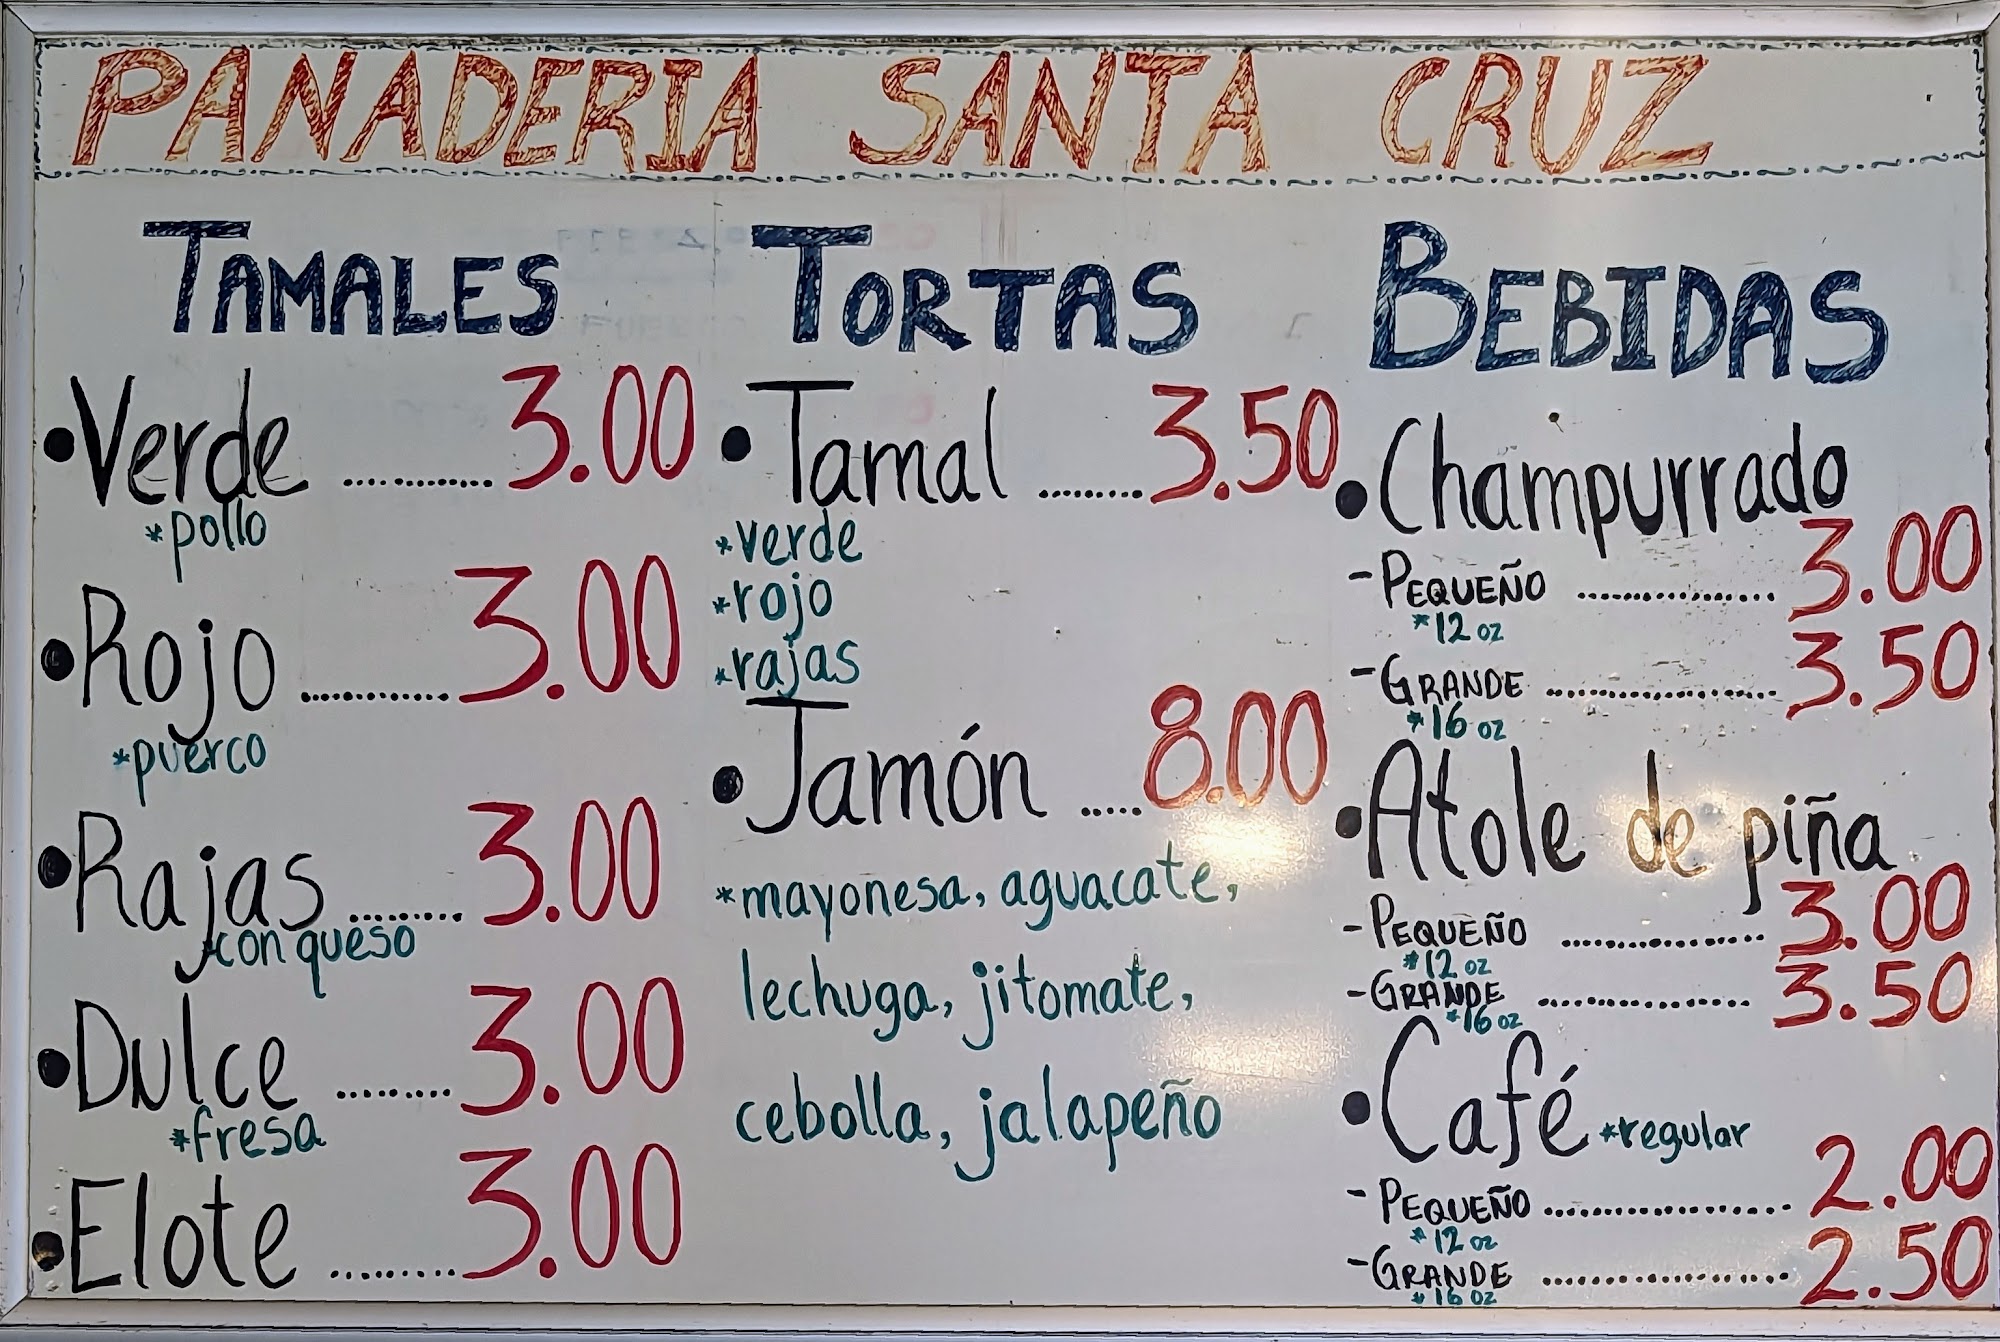 PANADERIA SANTA CRUZ
TAMALES
•Verde ............ 3.00
*pollo
•Rojo ............ 3.00
*puerco
•Rajas ......... 3.00
*con queso
•Dulce ......... 3.00
*fresa
•Elote .......... 3.00
TORTAS
•Tamal ......... 3.50
*verde
*rojo
*rajas
•Jamón ..... 8.00
*mayonesa, aguacate,
lechuga, jitomate,
cebolla, jalapeño
BEBIDAS
•Champurrado
-PEQUEÑO ................ 3.00
*12 oz
-GRANDE .................. 3.50
*16 oz
•Atole de piña
-PEQUEÑO ................ 3.00
*12 oz
-GRANDE ................ 3.50
*16 oz
•Café *regular
-PEQUEÑO ................... 2.00
*12 oz
-GRANDE ................... 2.50
*16 oz